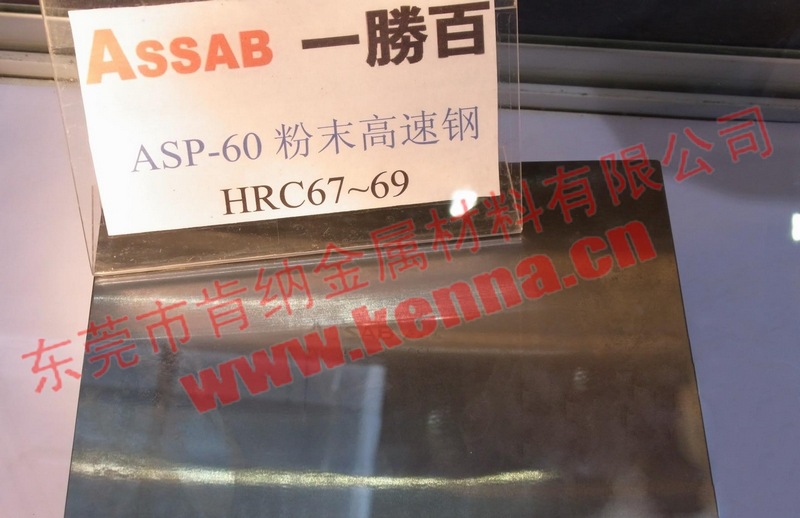 ASSAB 一勝百
ASP-60 粉末高速钢
HRC67~69
东莞市肯纳金属材料有限公司
www.kenna.cn